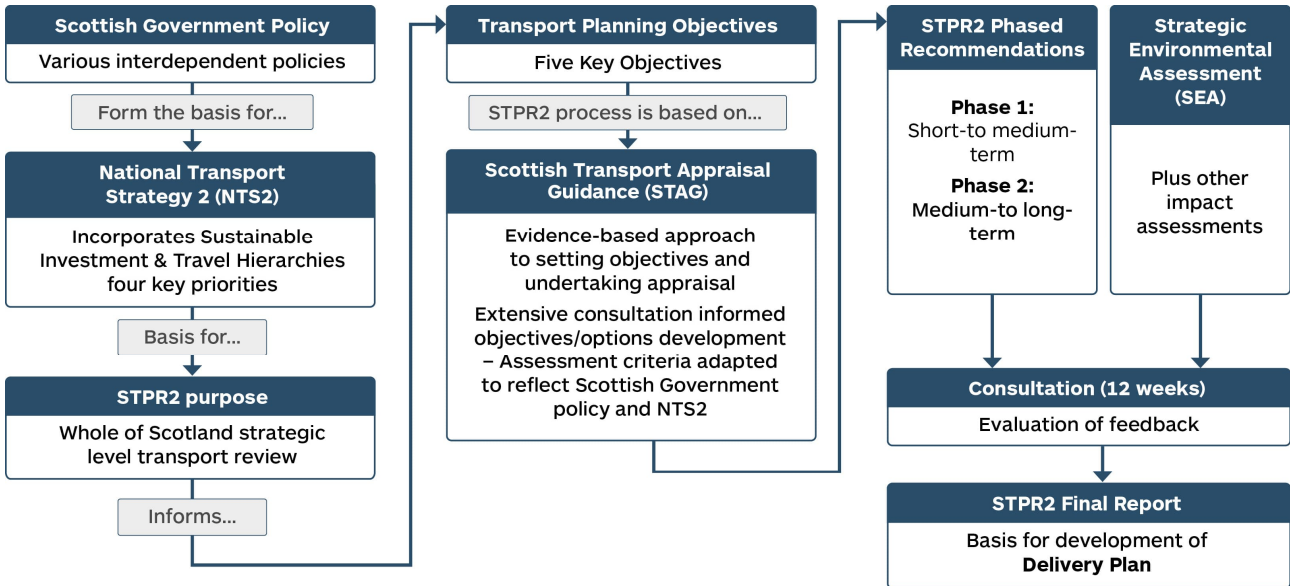 Scottish Government Policy
Various interdependent policies
Form the basis for...
National Transport
Strategy 2 (NTS2)
Incorporates Sustainable
Investment & Travel Hierarchies
four key priorities
Basis for...
STPR2 purpose
Whole of Scotland strategic
level transport review
Informs...
Transport Planning Objectives
Five Key Objectives
STPR2 process is based on...
Scottish Transport Appraisal
Guidance (STAG)
Evidence-based approach
to setting objectives and
undertaking appraisal
Extensive consultation informed
objectives/options development
– Assessment criteria adapted
to reflect Scottish Government
policy and NTS2
STPR2 Phased
Recommendations
Phase 1:
Short-to medium-
term
Phase 2:
Medium-to long-
term
Strategic
Environmental
Assessment
(SEA)
Plus other
impact
assessments
Consultation (12 weeks)
Evaluation of feedback
STPR2 Final Report
Basis for development of
Delivery Plan